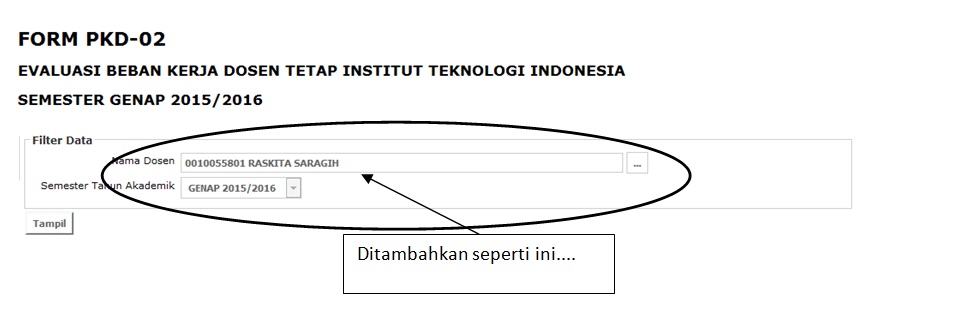 FORM PKD-02
EVALUASI BEBAN KERJA DOSEN TETAP INSTITUT TEKNOLOGI INDONESIA
SEMESTER GENAP 2015/2016
Filter Data
Nama Dosen 0010055801 RASKITA SARAGIH ...
Semester Tahun Akademik GENAP 2015/2016
Tampil
Ditambahkan seperti ini....